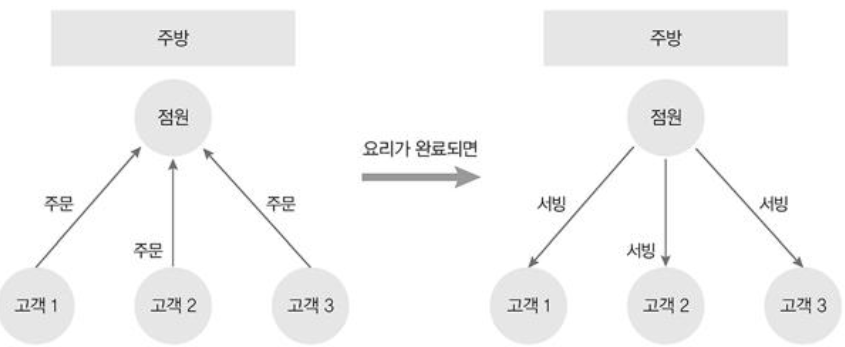 주방
점원
주문
주문
주문
고객 1
고객 2
고객 3
요리가 완료되면
주방
점원
서빙
서빙
서빙
고객 1
고객 2
고객 3